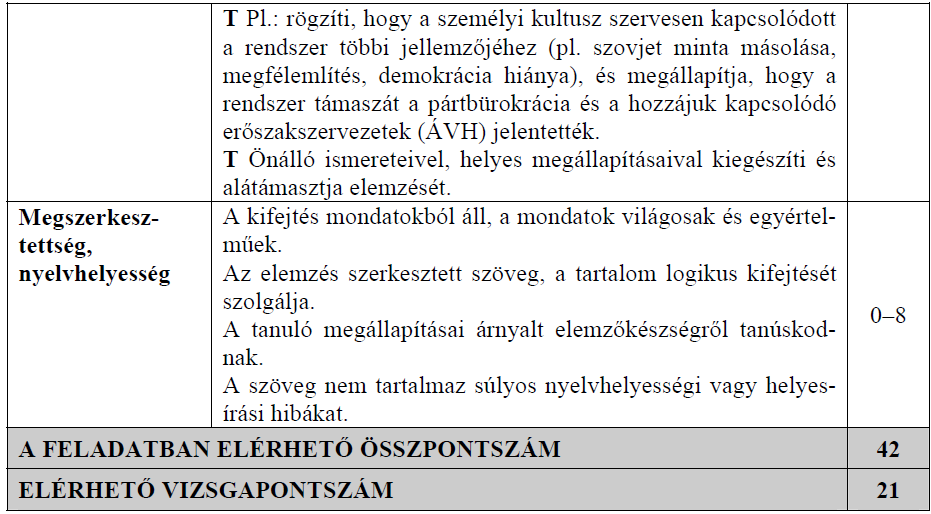 T Pl.: rögzíti, hogy a személyi kultusz szervesen kapcsolódott
a rendszer többi jellemzőjéhez (pl. szovjet minta másolása,
megfélemlítés, demokrácia hiánya), és megállapítja, hogy a
rendszer támaszát a pártbürokrácia és a hozzájuk kapcsolódó
erőszakszervezetek (ÁVH) jelentették.
T Önálló ismereteivel, helyes megállapításaival kiegészíti és
alátámasztja elemzését.
Megszerkesz-
tettség,
nyelvhelyesség
A kifejtés mondatokból áll, a mondatok világosak és egyértel-
műek.
Az elemzés szerkesztett szöveg, a tartalom logikus kifejtését
szolgálja.
A tanuló megállapításai árnyalt elemzőkészségről tanúskod-
nak.
A szöveg nem tartalmaz súlyos nyelvhelyességi vagy helyes-
írási hibákat.
0–8
A FELADATBAN ELÉRHETŐ ÖSSZPONTSZÁM 42
ELÉRHETŐ VIZSGAPONTSZÁM 21